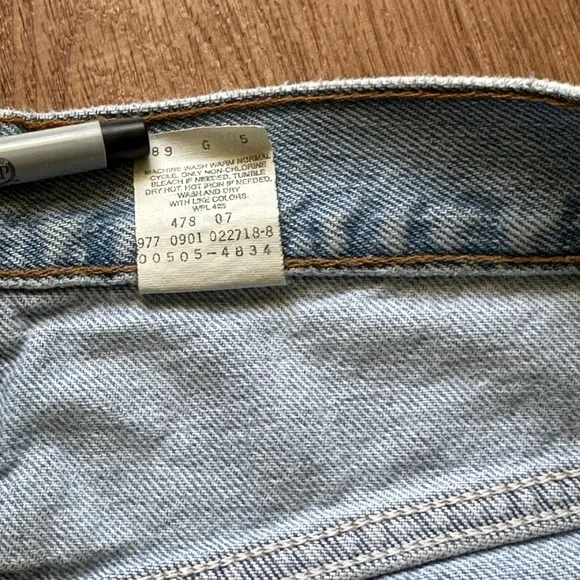 89 G 5
MACHINE WASH WARM NORMAL
CYCLE. ONLY NON-CHLORINE
BLEACH IF NEEDED. TUMBLE
DRY HOT. HOT IRON IF NEEDED.
WASH AND DRY
WITH LIKE COLORS.
WPL 423
478 07
977 0901 022718-8
00505-4834